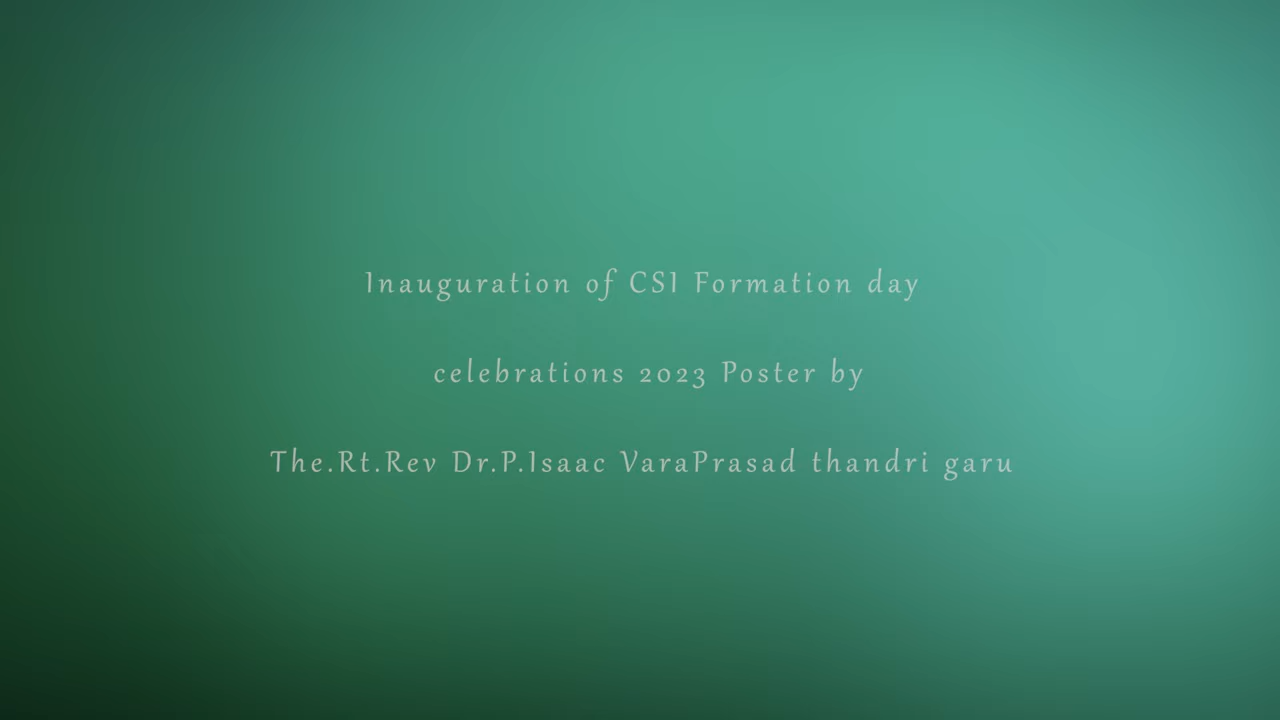 Inauguration of CSI Formation day
celebrations 2023 Poster by
The.Rt.Rev Dr.P.Isaac VaraPrasad thandri garu